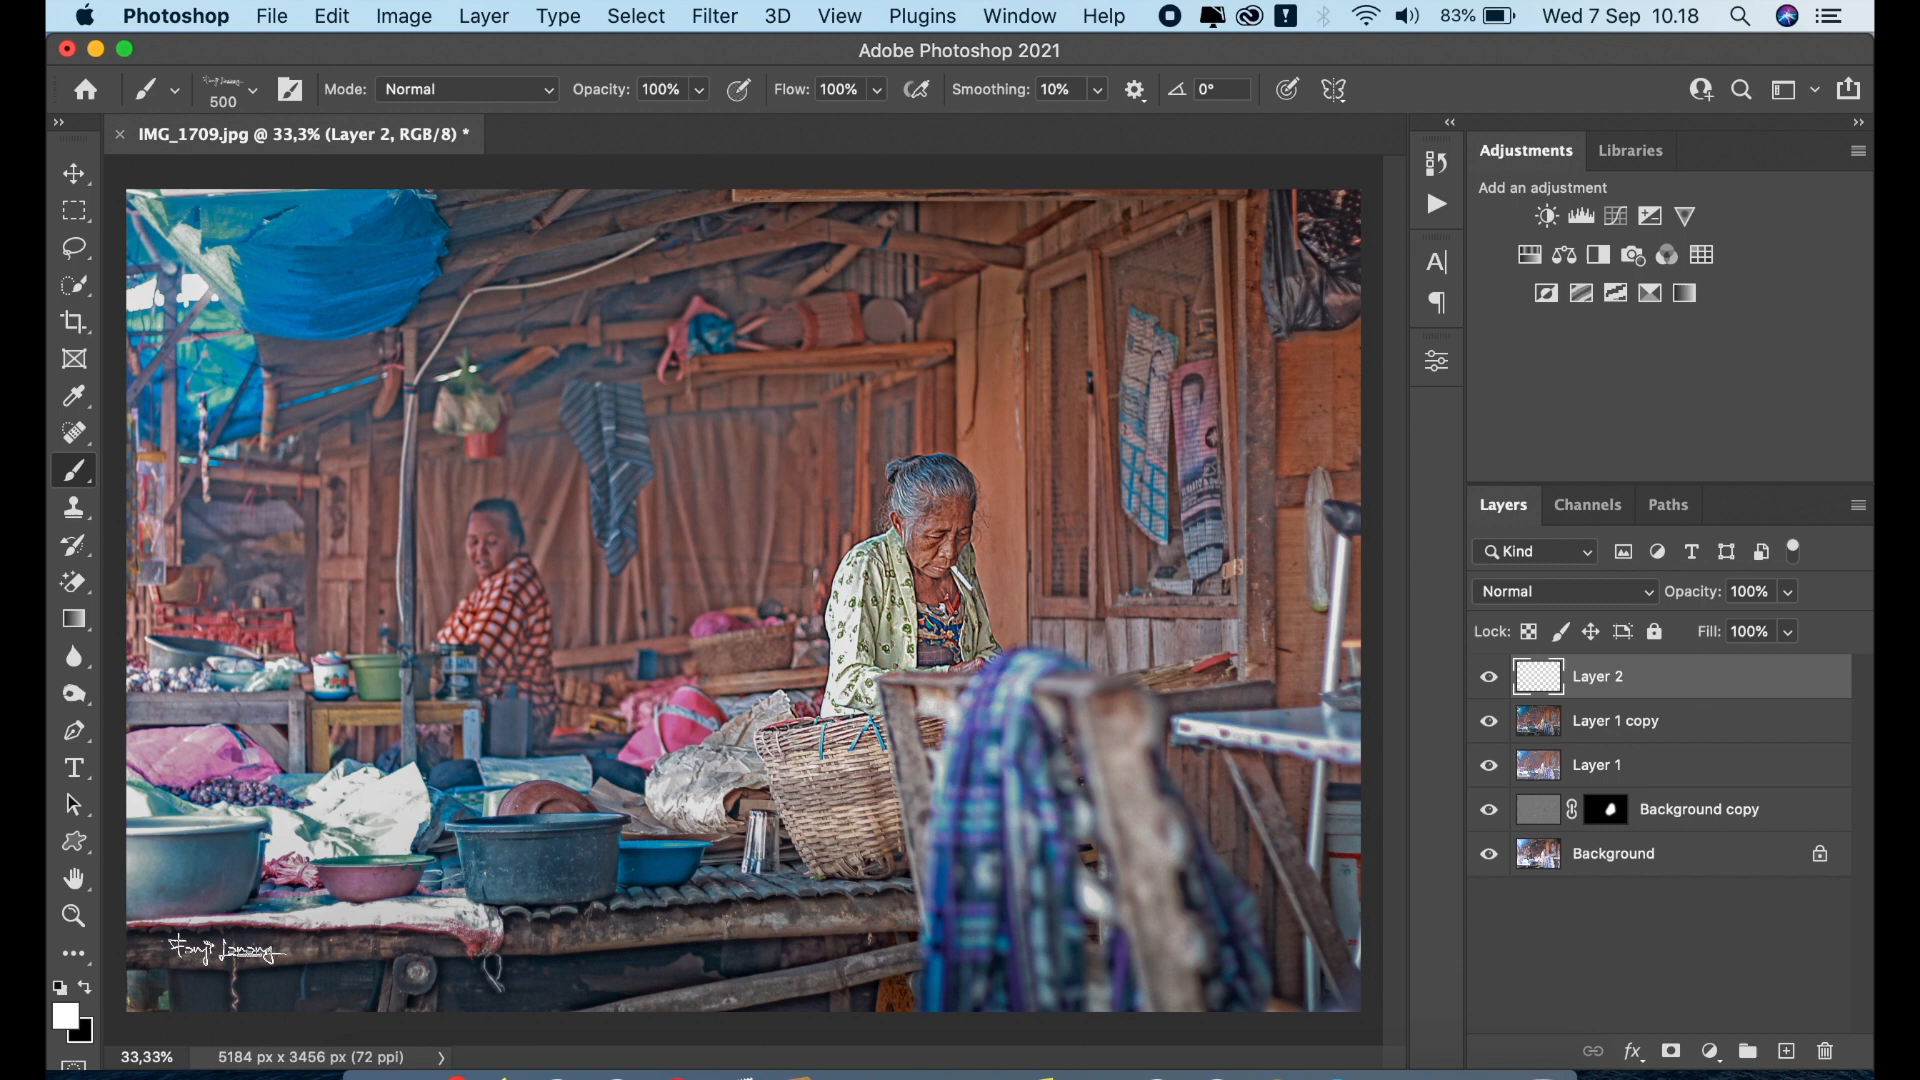 Photoshop File Edit Image Layer Type Select Filter 3D View Plugins Window Help 83% Wed 7 Sep 10.18
Adobe Photoshop 2021
500 Mode: Normal Opacity: 100% Flow: 100% Smoothing: 10% 0°
IMG_1709.jpg @ 33,3% (Layer 2, RGB/8) *
Adjustments Libraries
Add an adjustment
Layers Channels Paths
Kind
Normal Opacity: 100%
Lock: Fill: 100%
Layer 2
Layer 1 copy
Layer 1
Background copy
Background
33,33% 5184 px x 3456 px (72 ppi)